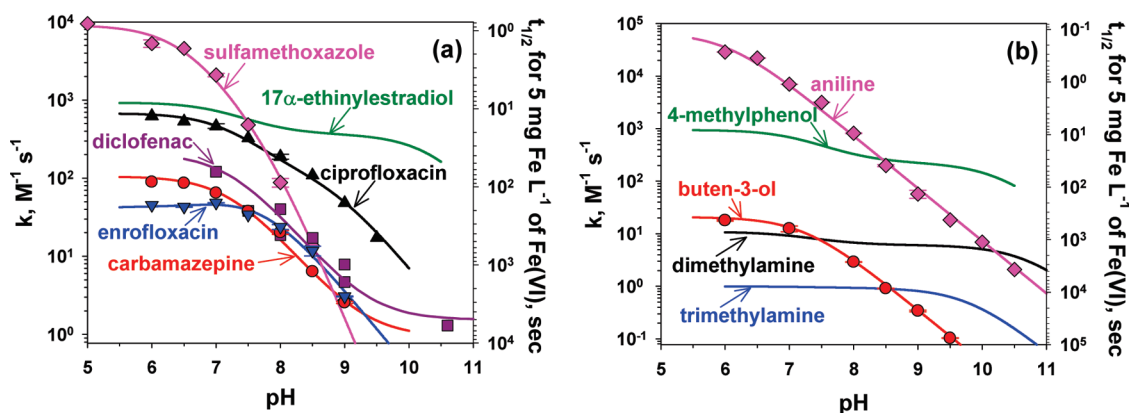 (a)
k, M⁻¹ s⁻¹
10⁴
10³
10²
10¹
10⁰
sulfamethoxazole
17α-ethinylestradiol
diclofenac
ciprofloxacin
enrofloxacin
carbamazepine
5 6 7 8 9 10 11
pH
10⁰
10¹
10²
10³
10⁴
t₁/₂ for 5 mg Fe L⁻¹ of Fe(VI), sec
(b)
k, M⁻¹ s⁻¹
10⁵
10⁴
10³
10²
10¹
10⁰
10⁻¹
aniline
4-methylphenol
buten-3-ol
dimethylamine
trimethylamine
5 6 7 8 9 10 11
pH
10⁻¹
10⁰
10¹
10²
10³
10⁴
10⁵
t₁/₂ for 5 mg Fe L⁻¹ of Fe(VI), sec